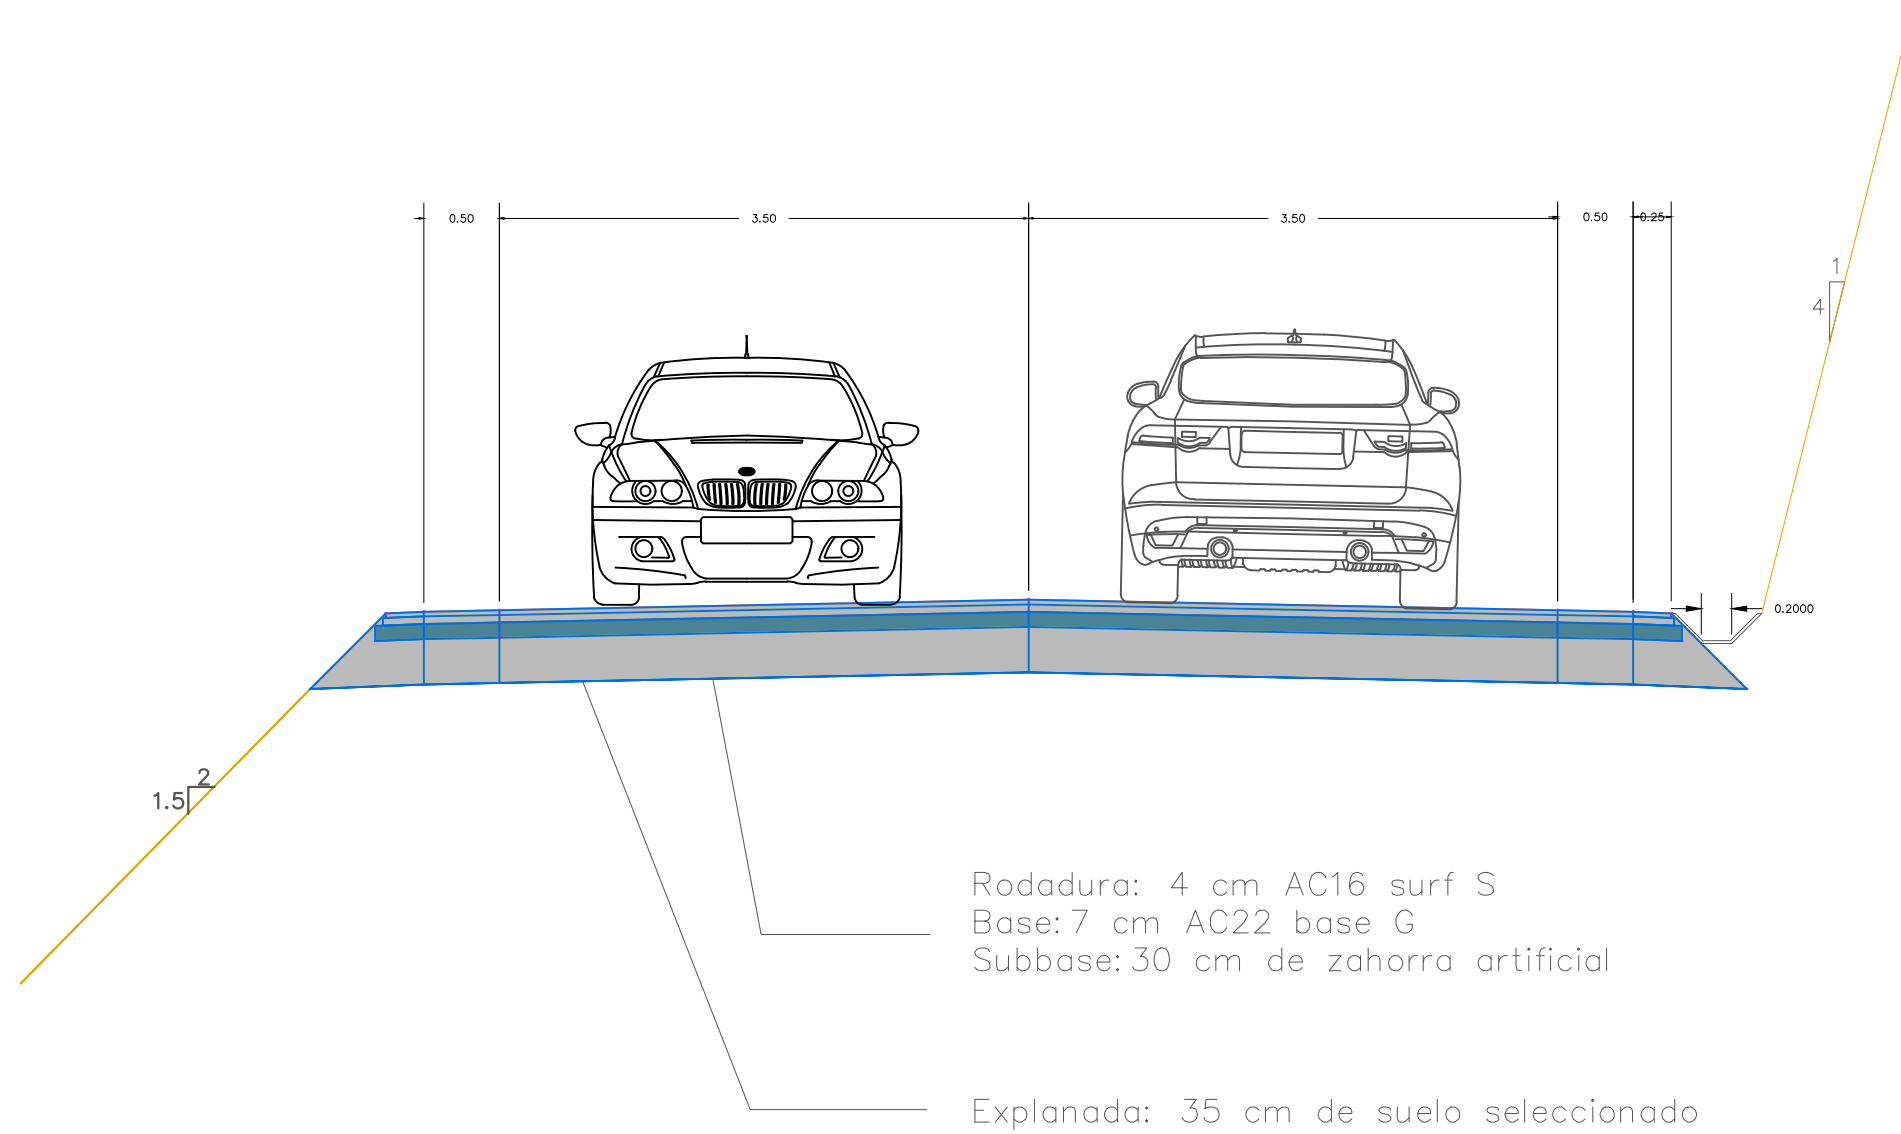 0.50
3.50
3.50
0.50
0.25
1
4
0.2000
2
1.5
Rodadura: 4 cm AC16 surf S
Base: 7 cm AC22 base G
Subbase: 30 cm de zahorra artificial
Explanada: 35 cm de suelo seleccionado